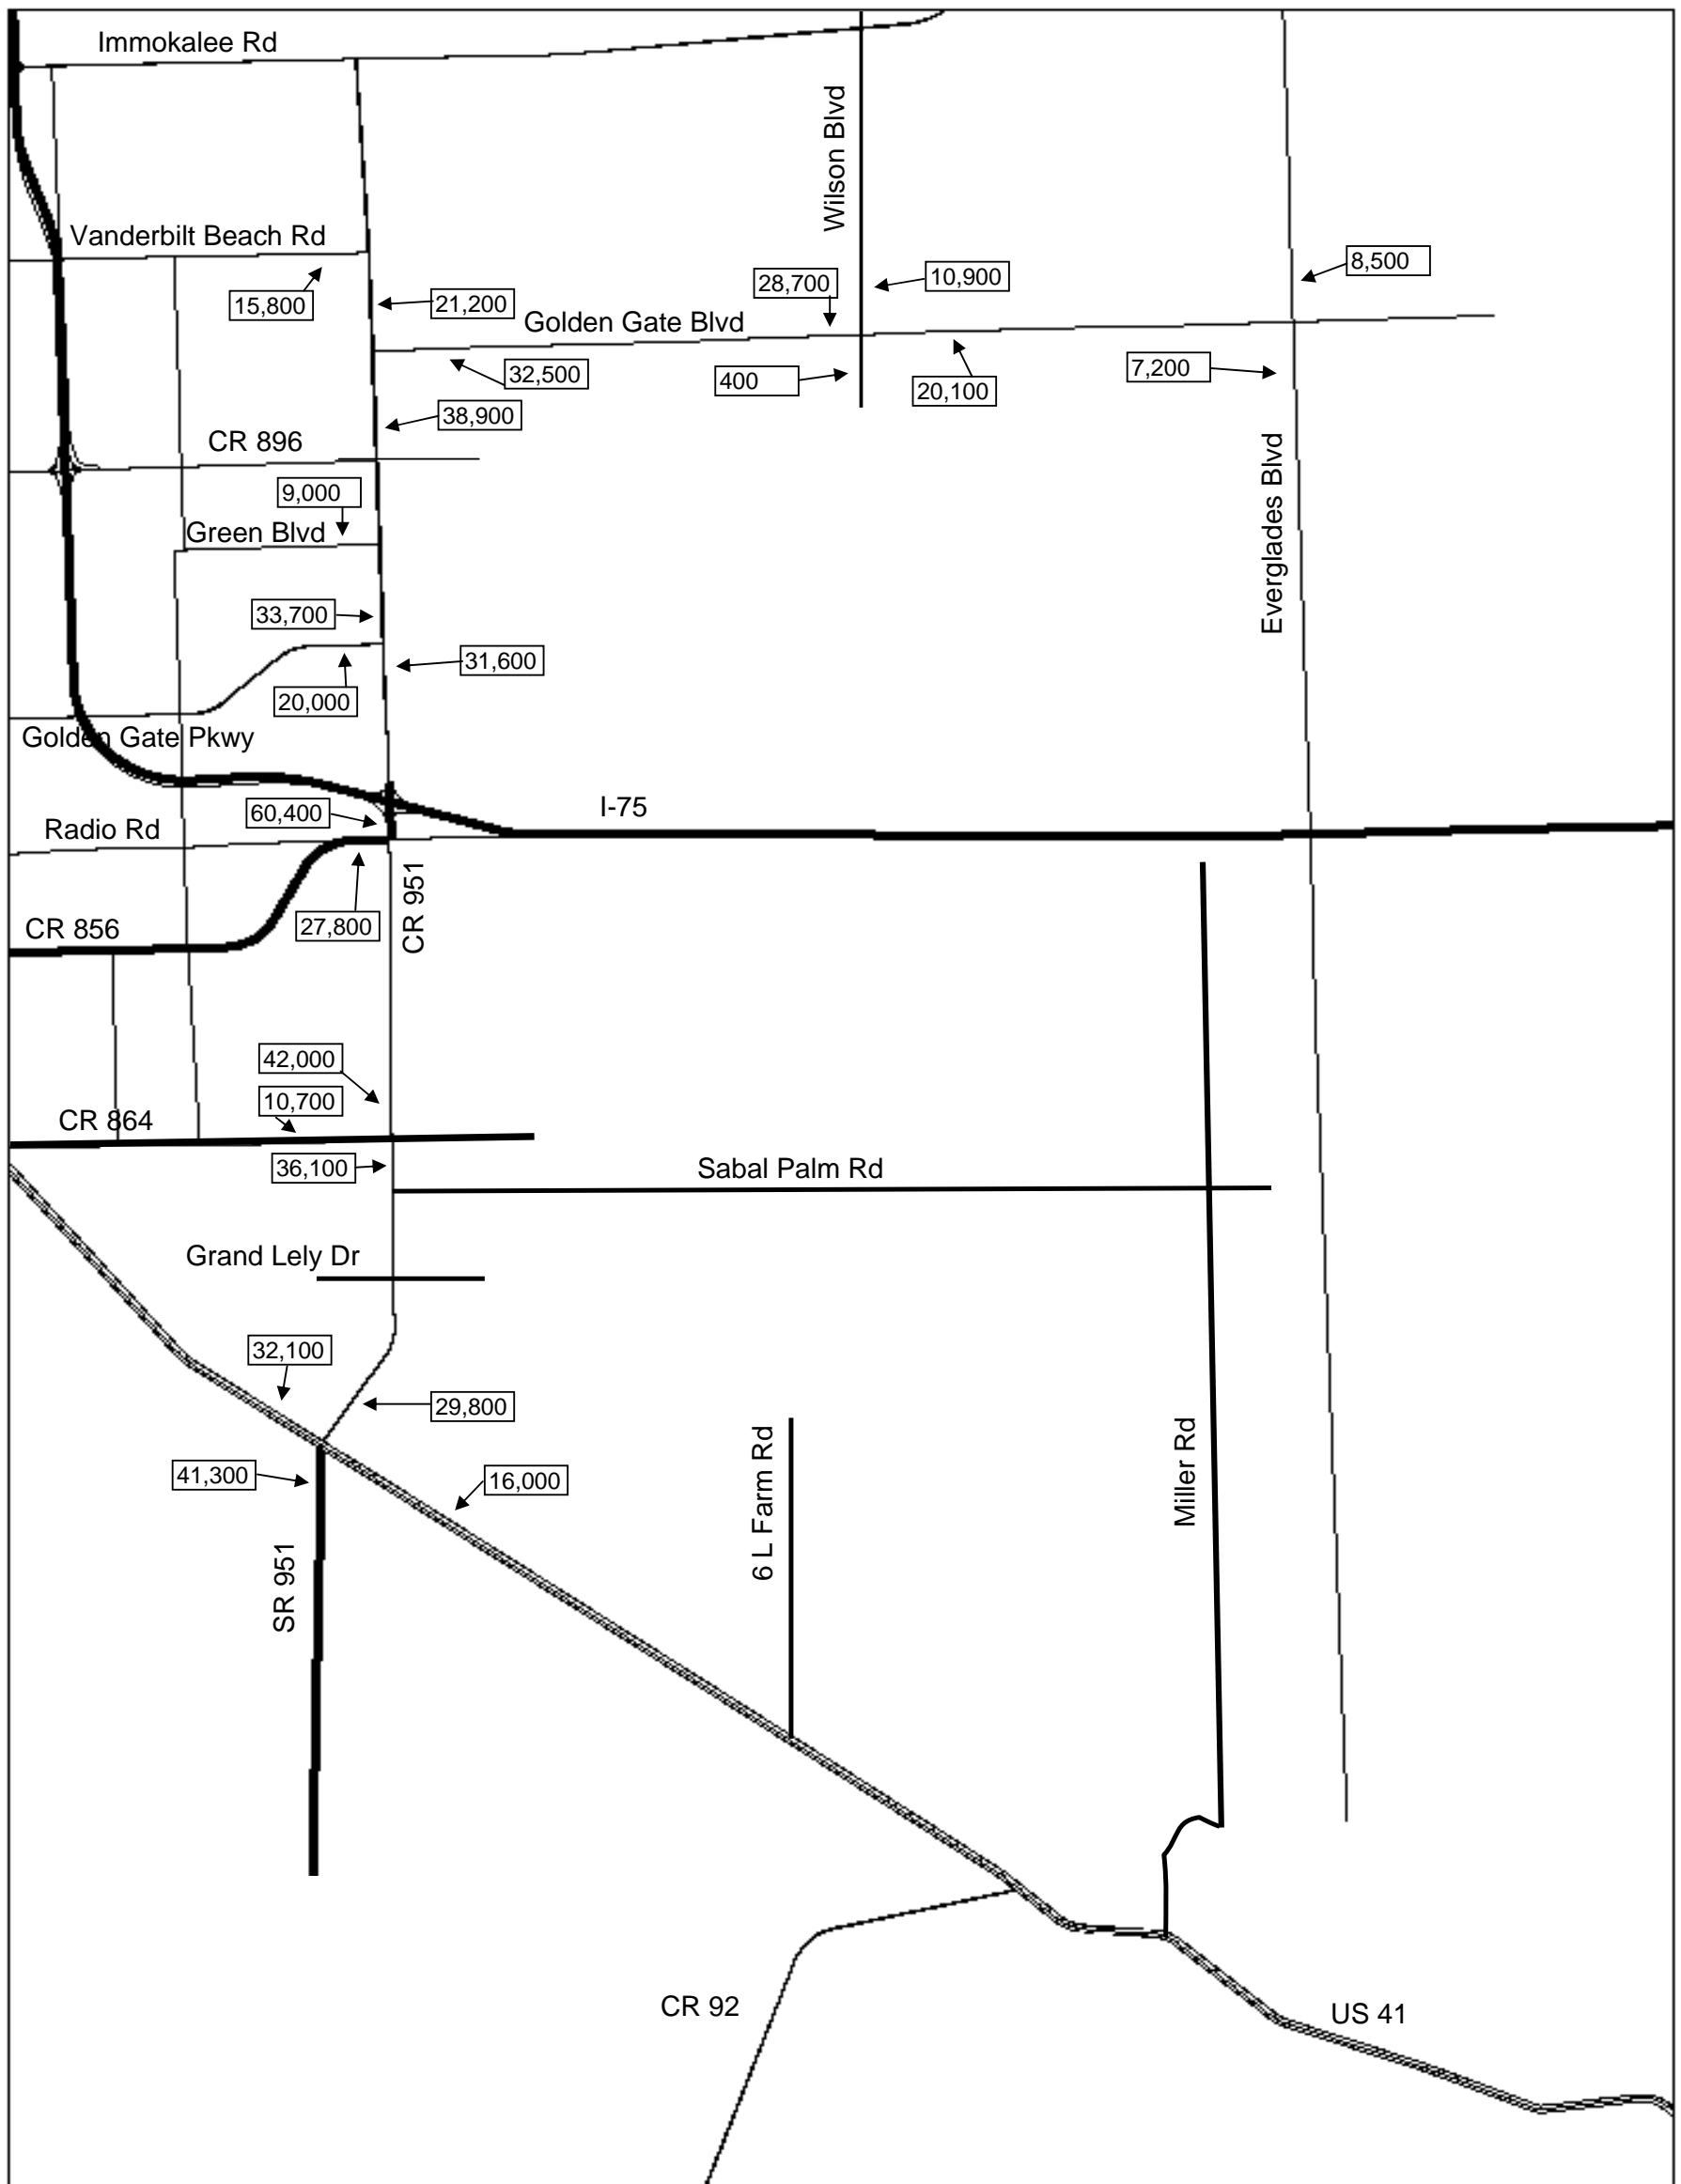 Immokalee Rd
Wilson Blvd
Vanderbilt Beach Rd
8,500
10,900
28,700
15,800
21,200
Golden Gate Blvd
7,200
32,500
400
20,100
38,900
CR 896
Everglades Blvd
9,000
Green Blvd
33,700
31,600
20,000
Golden Gate Pkwy
I-75
60,400
Radio Rd
CR 951
27,800
CR 856
42,000
10,700
CR 864
36,100
Sabal Palm Rd
Grand Lely Dr
32,100
29,800
41,300
16,000
6 L Farm Rd
Miller Rd
SR 951
CR 92
US 41